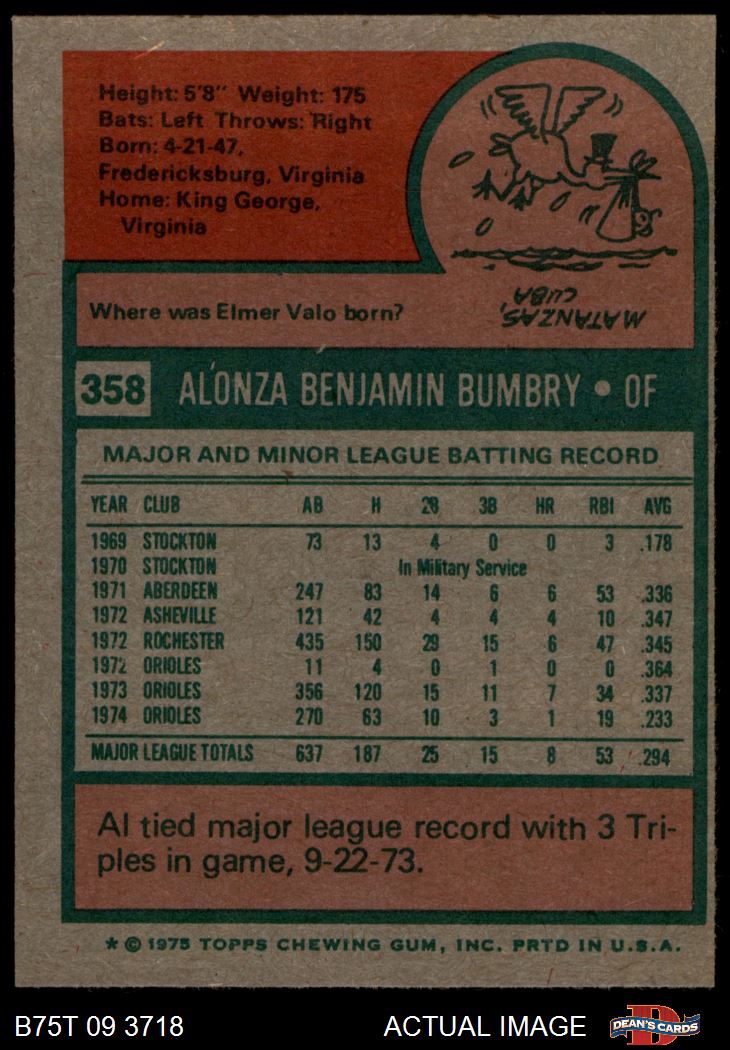 Height: 5'8" Weight: 175
Bats: Left Throws: Right
Born: 4-21-47,
Fredericksburg, Virginia
Home: King George,
Virginia
Where was Elmer Valo born?
MATANZAS,
CUBA
358 ALONZA BENJAMIN BUMBRY • OF
MAJOR AND MINOR LEAGUE BATTING RECORD
YEAR CLUB AB H 2B 3B HR RBI AVG
1969 STOCKTON 73 13 4 0 0 3 .178
1970 STOCKTON In Military Service
1971 ABERDEEN 247 83 14 6 6 53 .336
1972 ASHEVILLE 121 42 4 4 4 10 .347
1972 ROCHESTER 435 150 29 15 6 47 .345
1972 ORIOLES 11 4 0 1 0 0 .364
1973 ORIOLES 356 120 15 11 7 34 .337
1974 ORIOLES 270 63 10 3 1 19 .233
MAJOR LEAGUE TOTALS 637 187 25 15 8 53 .294
Al tied major league record with 3 Tri-
ples in game, 9-22-73.
* © 1975 TOPPS CHEWING GUM, INC. PRTD IN U.S.A.
B75T 09 3718 ACTUAL IMAGE D DEAN'S CARDS